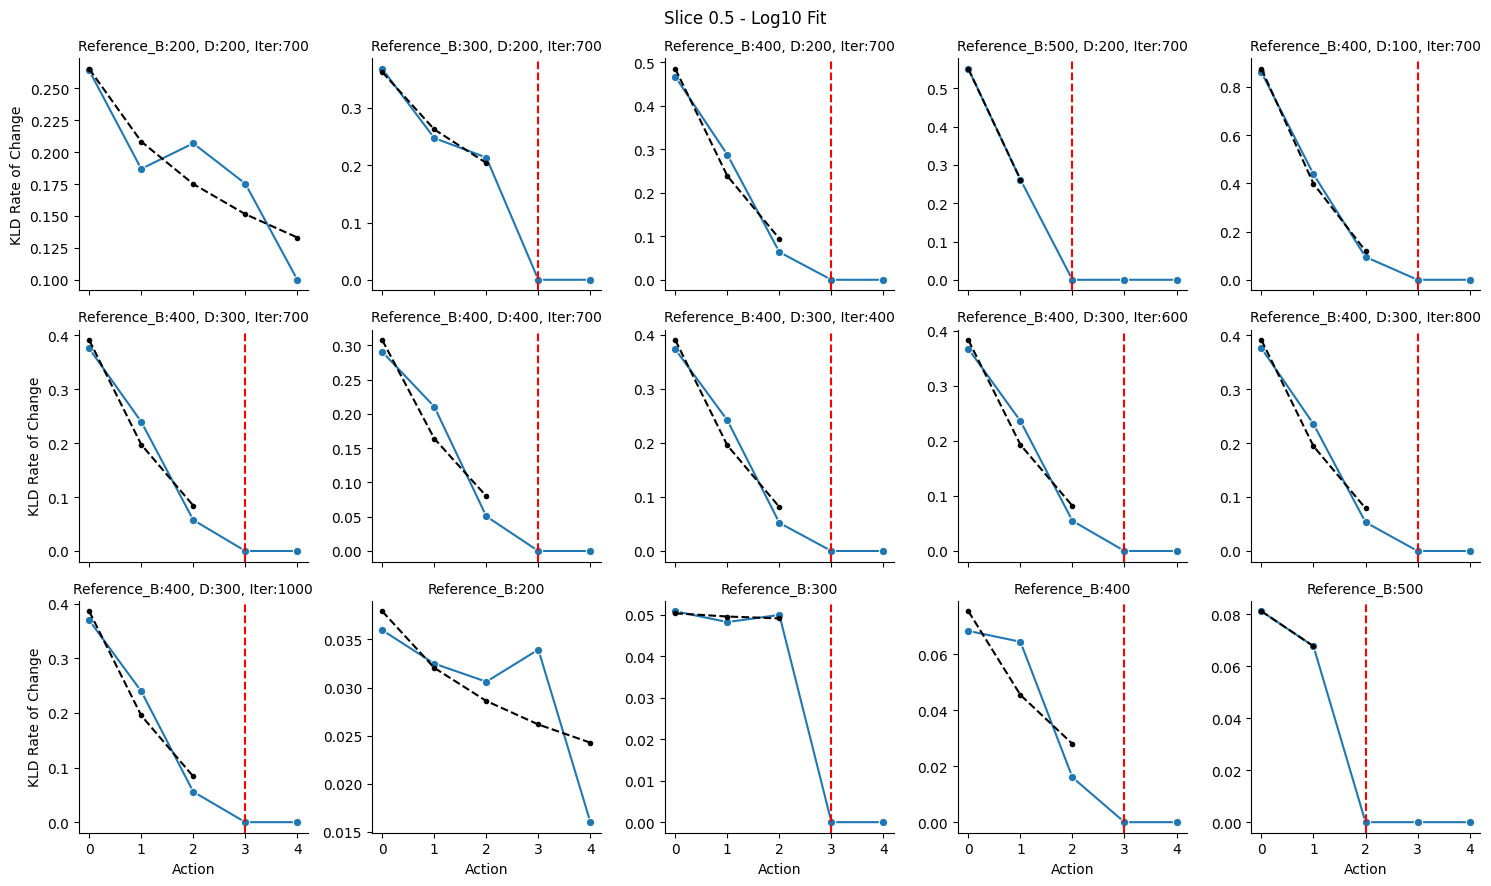 Slice 0.5 - Log10 Fit
Reference_B:200, D:200, Iter:700
Reference_B:300, D:200, Iter:700
Reference_B:400, D:200, Iter:700
Reference_B:500, D:200, Iter:700
Reference_B:400, D:100, Iter:700
KLD Rate of Change
0.250
0.225
0.200
0.175
0.150
0.125
0.100
0.3
0.2
0.1
0.0
0.5
0.4
0.3
0.2
0.1
0.0
0.5
0.4
0.3
0.2
0.1
0.0
0.8
0.6
0.4
0.2
0.0
Reference_B:400, D:300, Iter:700
Reference_B:400, D:400, Iter:700
Reference_B:400, D:300, Iter:400
Reference_B:400, D:300, Iter:600
Reference_B:400, D:300, Iter:800
KLD Rate of Change
0.4
0.3
0.2
0.1
0.0
0.30
0.25
0.20
0.15
0.10
0.05
0.00
0.4
0.3
0.2
0.1
0.0
0.4
0.3
0.2
0.1
0.0
0.4
0.3
0.2
0.1
0.0
Reference_B:400, D:300, Iter:1000
Reference_B:200
Reference_B:300
Reference_B:400
Reference_B:500
KLD Rate of Change
0.4
0.3
0.2
0.1
0.0
0.035
0.030
0.025
0.020
0.015
0.05
0.04
0.03
0.02
0.01
0.00
0.06
0.04
0.02
0.00
0.08
0.06
0.04
0.02
0.00
0 1 2 3 4
0 1 2 3 4
0 1 2 3 4
0 1 2 3 4
0 1 2 3 4
Action
Action
Action
Action
Action